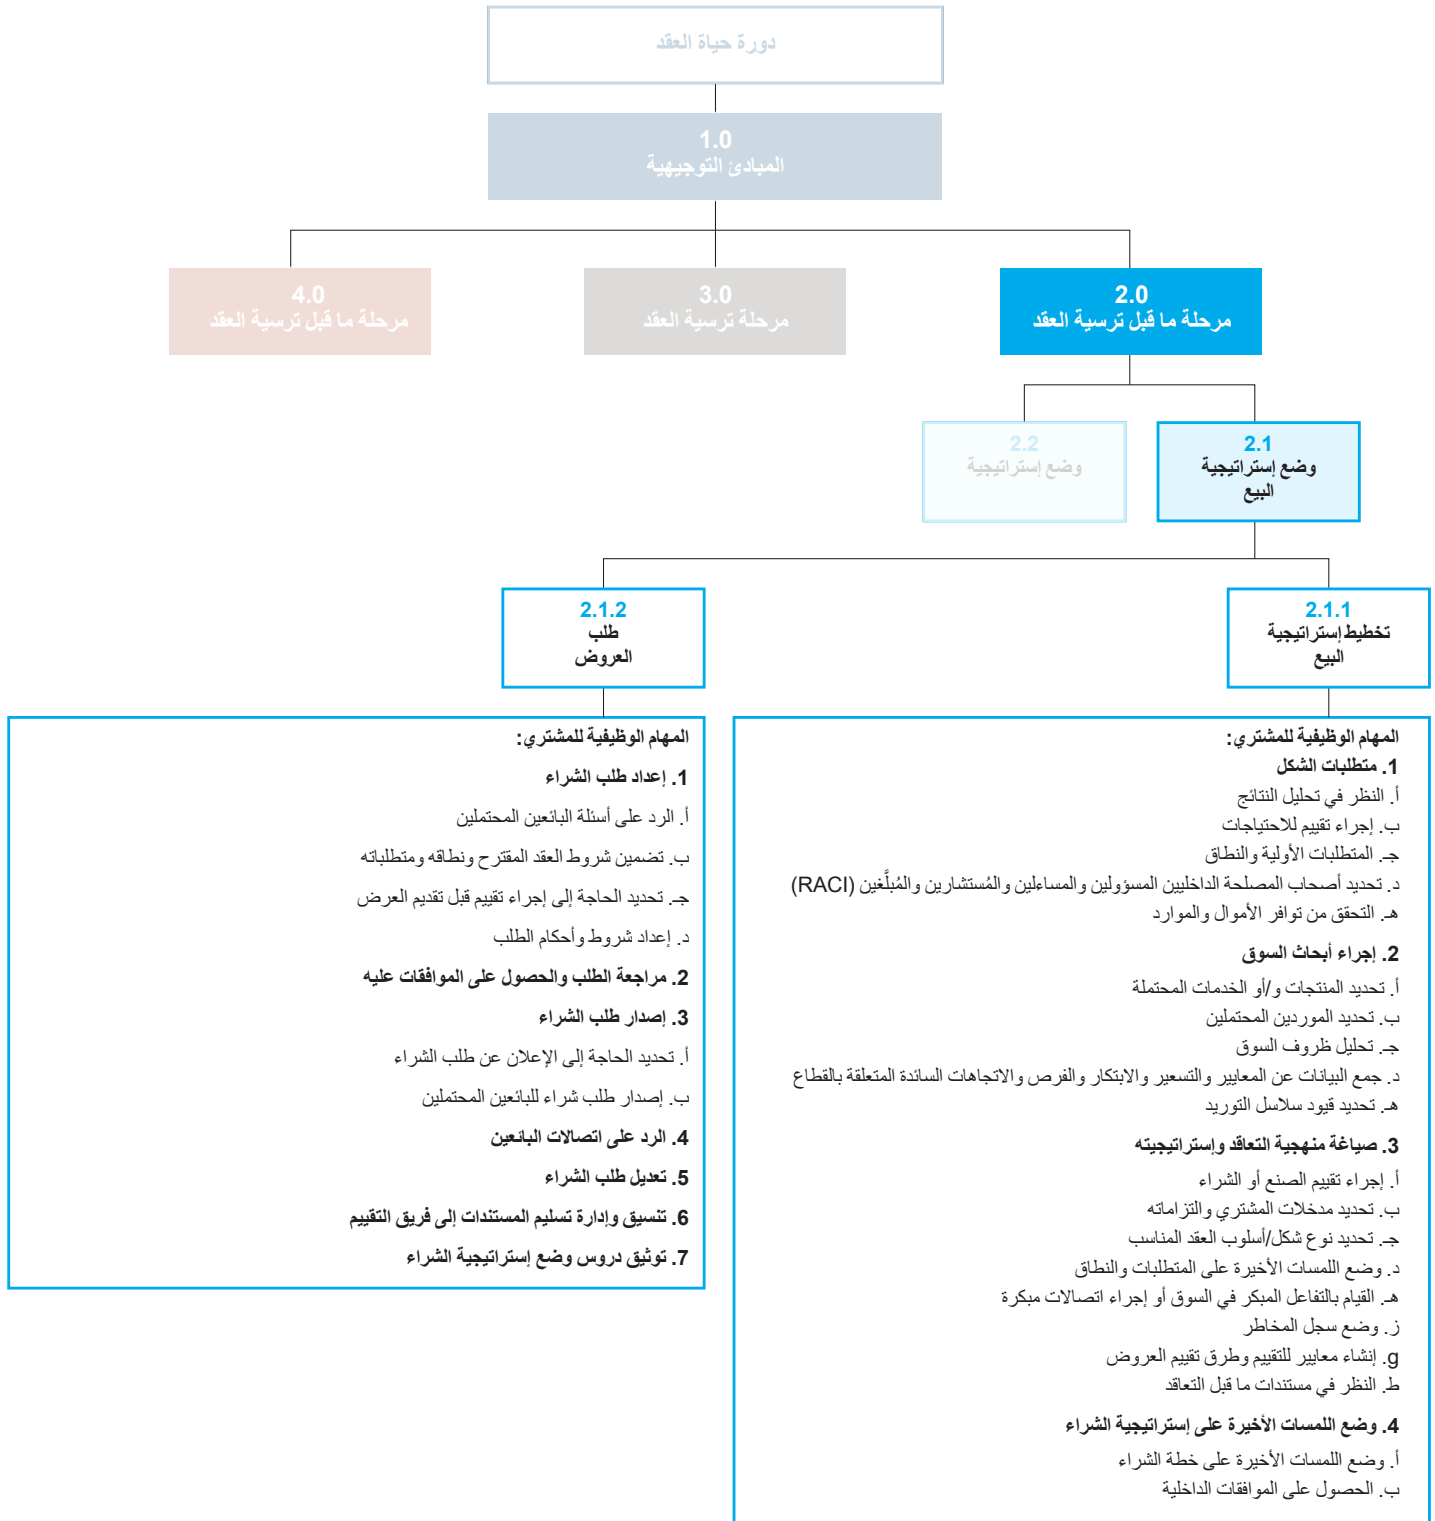 دورة حياة العقد
1.0
المبادئ التوجيهية
2.0
مرحلة ما قبل ترسية العقد
3.0
مرحلة ترسية العقد
4.0
مرحلة ما قبل ترسية العقد
2.1
وضع إستراتيجية
البيع
2.2
وضع إستراتيجية
2.1.1
تخطيط إستراتيجية
البيع
2.1.2
طلب
العروض
المهام الوظيفية للمشتري:
1. متطلبات الشكل
أ. النظر في تحليل النتائج
ب. إجراء تقييم للاحتياجات
جـ. المتطلبات الأولية والنطاق
د. تحديد أصحاب المصلحة الداخليين المسؤولين والمساءلين والمُستشارين والمُبلَّغين (RACI)
هـ. التحقق من توافر الأموال والموارد
2. إجراء أبحاث السوق
أ. تحديد المنتجات و/أو الخدمات المحتملة
ب. تحديد الموردين المحتملين
جـ. تحليل ظروف السوق
د. جمع البيانات عن المعايير والتسعير والابتكار والفرص والاتجاهات السائدة المتعلقة بالقطاع
هـ. تحديد قيود سلاسل التوريد
3. صياغة منهجية التعاقد وإستراتيجيته
أ. إجراء تقييم الصنع أو الشراء
ب. تحديد مدخلات المشتري والتزاماته
جـ. تحديد نوع شكل/أسلوب العقد المناسب
د. وضع اللمسات الأخيرة على المتطلبات والنطاق
هـ. القيام بالتفاعل المبكر في السوق أو إجراء اتصالات مبكرة
ز. وضع سجل المخاطر
g. إنشاء معايير للتقييم وطرق تقييم العروض
ط. النظر في مستندات ما قبل التعاقد
4. وضع اللمسات الأخيرة على إستراتيجية الشراء
أ. وضع اللمسات الأخيرة على خطة الشراء
ب. الحصول على الموافقات الداخلية
المهام الوظيفية للمشتري:
1. إعداد طلب الشراء
أ. الرد على أسئلة البائعين المحتملين
ب. تضمين شروط العقد المقترح ونطاقه ومتطلباته
جـ. تحديد الحاجة إلى إجراء تقييم قبل تقديم العرض
د. إعداد شروط وأحكام الطلب
2. مراجعة الطلب والحصول على الموافقات عليه
3. إصدار طلب الشراء
أ. تحديد الحاجة إلى الإعلان عن طلب الشراء
ب. إصدار طلب شراء للبائعين المحتملين
4. الرد على اتصالات البائعين
5. تعديل طلب الشراء
6. تنسيق وإدارة تسليم المستندات إلى فريق التقييم
7. توثيق دروس وضع إستراتيجية الشراء